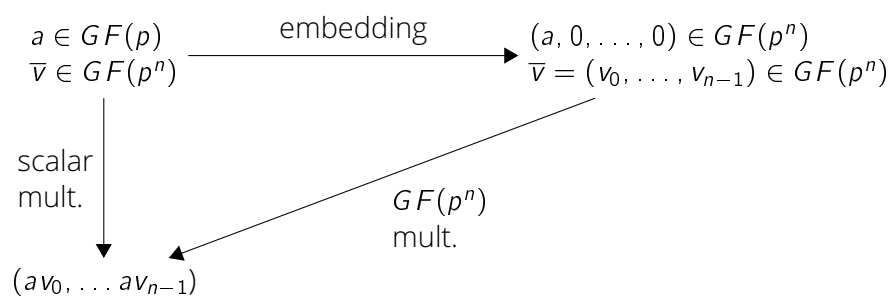 a ∈ GF(p)
v̅ ∈ GF(pⁿ)
embedding
(a, 0, . . . , 0) ∈ GF(pⁿ)
v̅ = (v₀, . . . , vₙ₋₁) ∈ GF(pⁿ)
scalar
mult.
GF(pⁿ)
mult.
(av₀, . . . avₙ₋₁)